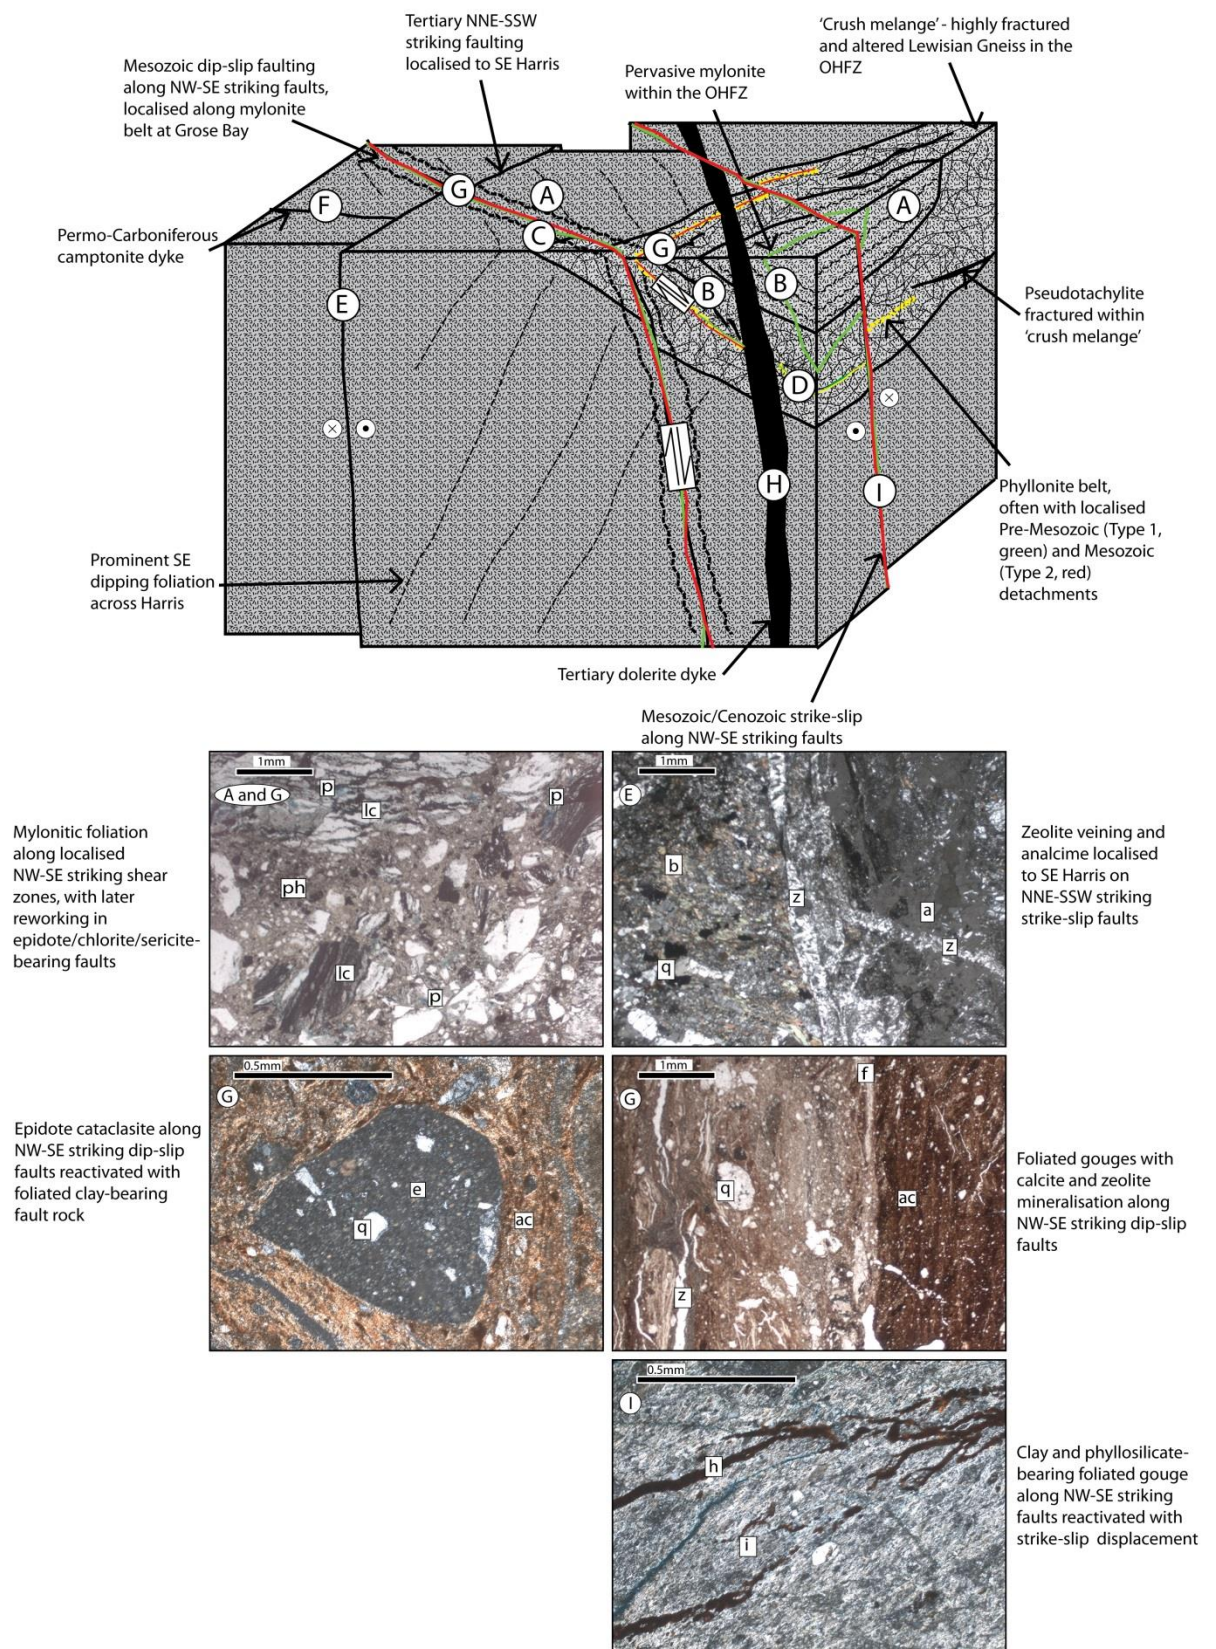 Tertiary NNE-SSW
striking faulting
localised to SE Harris
‘Crush melange’ - highly fractured
and altered Lewisian Gneiss in the
OHFZ
Mesozoic dip-slip faulting
along NW-SE striking faults,
localised along mylonite
belt at Grose Bay
Pervasive mylonite
within the OHFZ
G
A
F
C
G
A
B
B
E
D
H
I
Permo-Carboniferous
camptonite dyke
Pseudotachylite
fractured within
‘crush melange’
Phyllonite belt,
often with localised
Pre-Mesozoic (Type 1,
green) and Mesozoic
(Type 2, red)
detachments
Prominent SE
dipping foliation
across Harris
Tertiary dolerite dyke
Mesozoic/Cenozoic strike-slip
along NW-SE striking faults
Mylonitic foliation
along localised
NW-SE striking shear
zones, with later
reworking in
epidote/chlorite/sericite-
bearing faults
1mm
A and G
p
lc
p
ph
lc
p
1mm
E
b
z
a
z
q
Zeolite veining and
analcime localised
to SE Harris on
NNE-SSW striking
strike-slip faults
Epidote cataclasite along
NW-SE striking dip-slip
faults reactivated with
foliated clay-bearing
fault rock
0.5mm
G
e
q
ac
1mm
G
f
q
ac
z
Foliated gouges with
calcite and zeolite
mineralisation along
NW-SE striking dip-slip
faults
0.5mm
I
h
i
Clay and phyllosilicate-
bearing foliated gouge
along NW-SE striking
faults reactivated with
strike-slip displacement